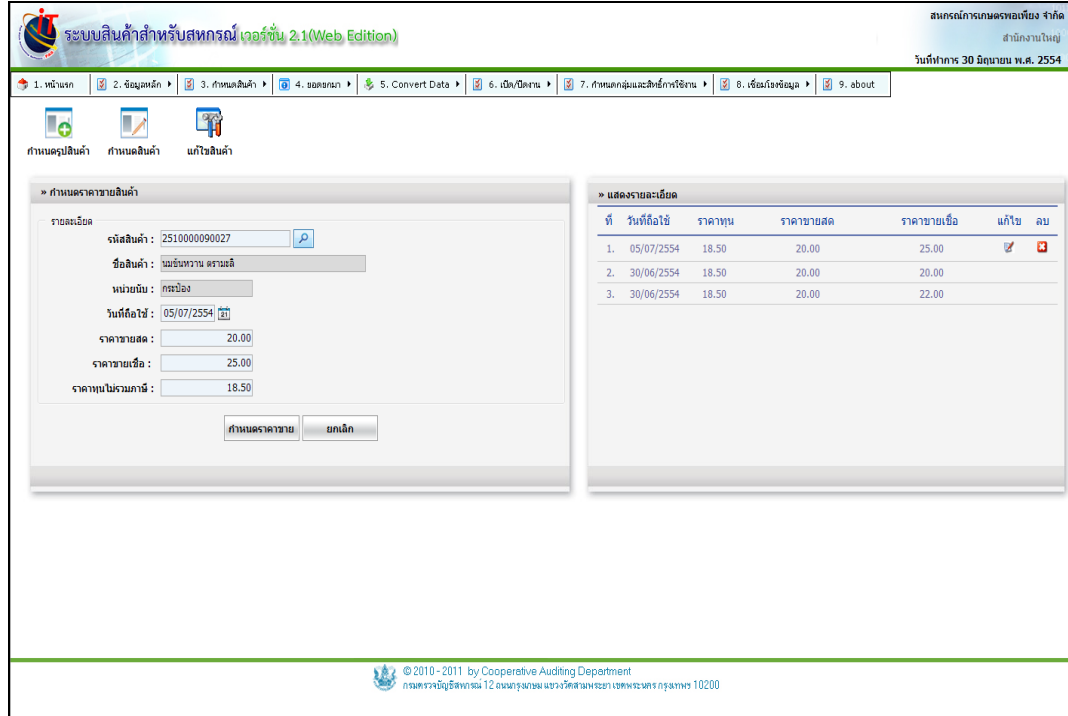 สหกรณ์การเกษตรพอเพียง จำกัด
ระบบสินค้าสำหรับสหกรณ์ เวอร์ชั่น 2.1(Web Edition)
สำนักงานใหญ่
วันที่ทำการ 30 มิถุนายน พ.ศ. 2554
1. หน้าแรก 2. ข้อมูลหลัก 3. กำหนดสินค้า 4. ยอดยกมา 5. Convert Data 6. เปิด/ปิดงาน 7. กำหนดกลุ่มและสิทธิ์การใช้งาน 8. เชื่อมโยงข้อมูล 9. about
กำหนดรูปสินค้า กำหนดสินค้า แก้ไขสินค้า
» กำหนดราคาขายสินค้า
รายละเอียด
รหัสสินค้า : 2510000090027
ชื่อสินค้า : นมข้นหวาน ตรามะลิ
หน่วยนับ : กระป๋อง
วันที่ถือใช้ : 05/07/2554 21
ราคาขายสด : 20.00
ราคาขายเชื่อ : 25.00
ราคาทุนไม่รวมภาษี : 18.50
กำหนดราคาขาย ยกเลิก
» แสดงรายละเอียด
ที่ วันที่ถือใช้ ราคาทุน ราคาขายสด ราคาขายเชื่อ แก้ไข ลบ
1. 05/07/2554 18.50 20.00 25.00
2. 30/06/2554 18.50 20.00 20.00
3. 30/06/2554 18.50 20.00 22.00
© 2010 - 2011 by Cooperative Auditing Department
กรมตรวจบัญชีสหกรณ์ 12 ถนนกรุงเกษม แขวงวัดสามพระยา เขตพระนคร กรุงเทพฯ 10200